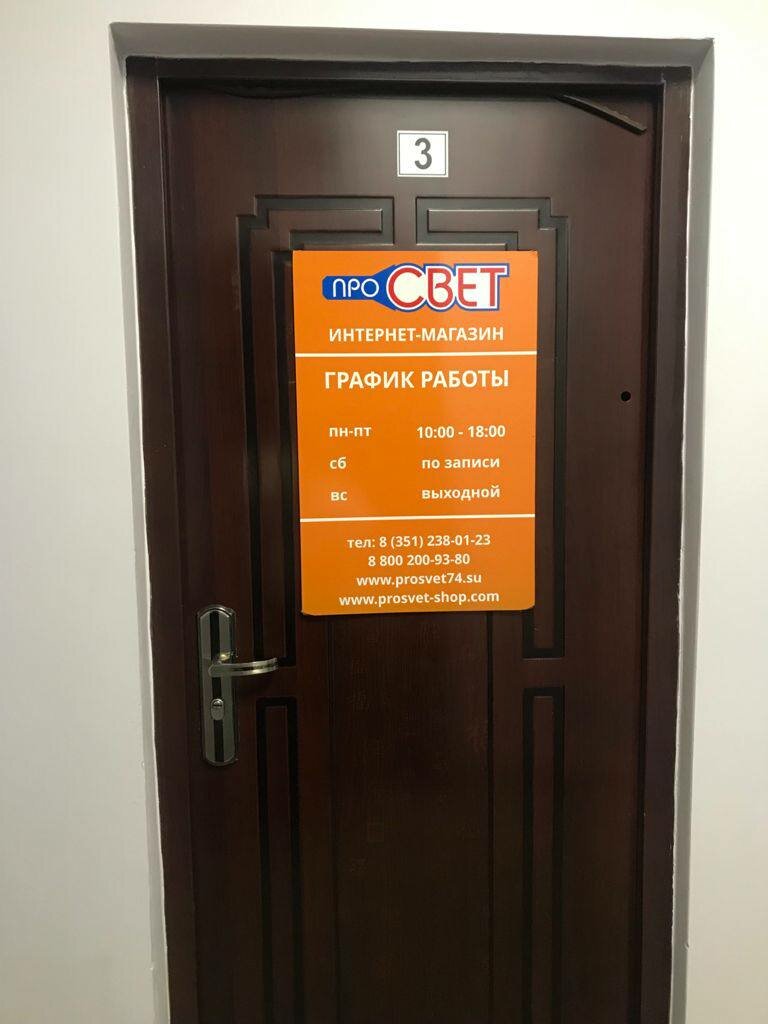 3
ПРО СВЕТ
ИНТЕРНЕТ-МАГАЗИН
ГРАФИК РАБОТЫ
пн-пт 10:00 - 18:00
сб по записи
вс выходной
тел: 8 (351) 238-01-23
8 800 200-93-80
www.prosvet74.su
www.prosvet-shop.com